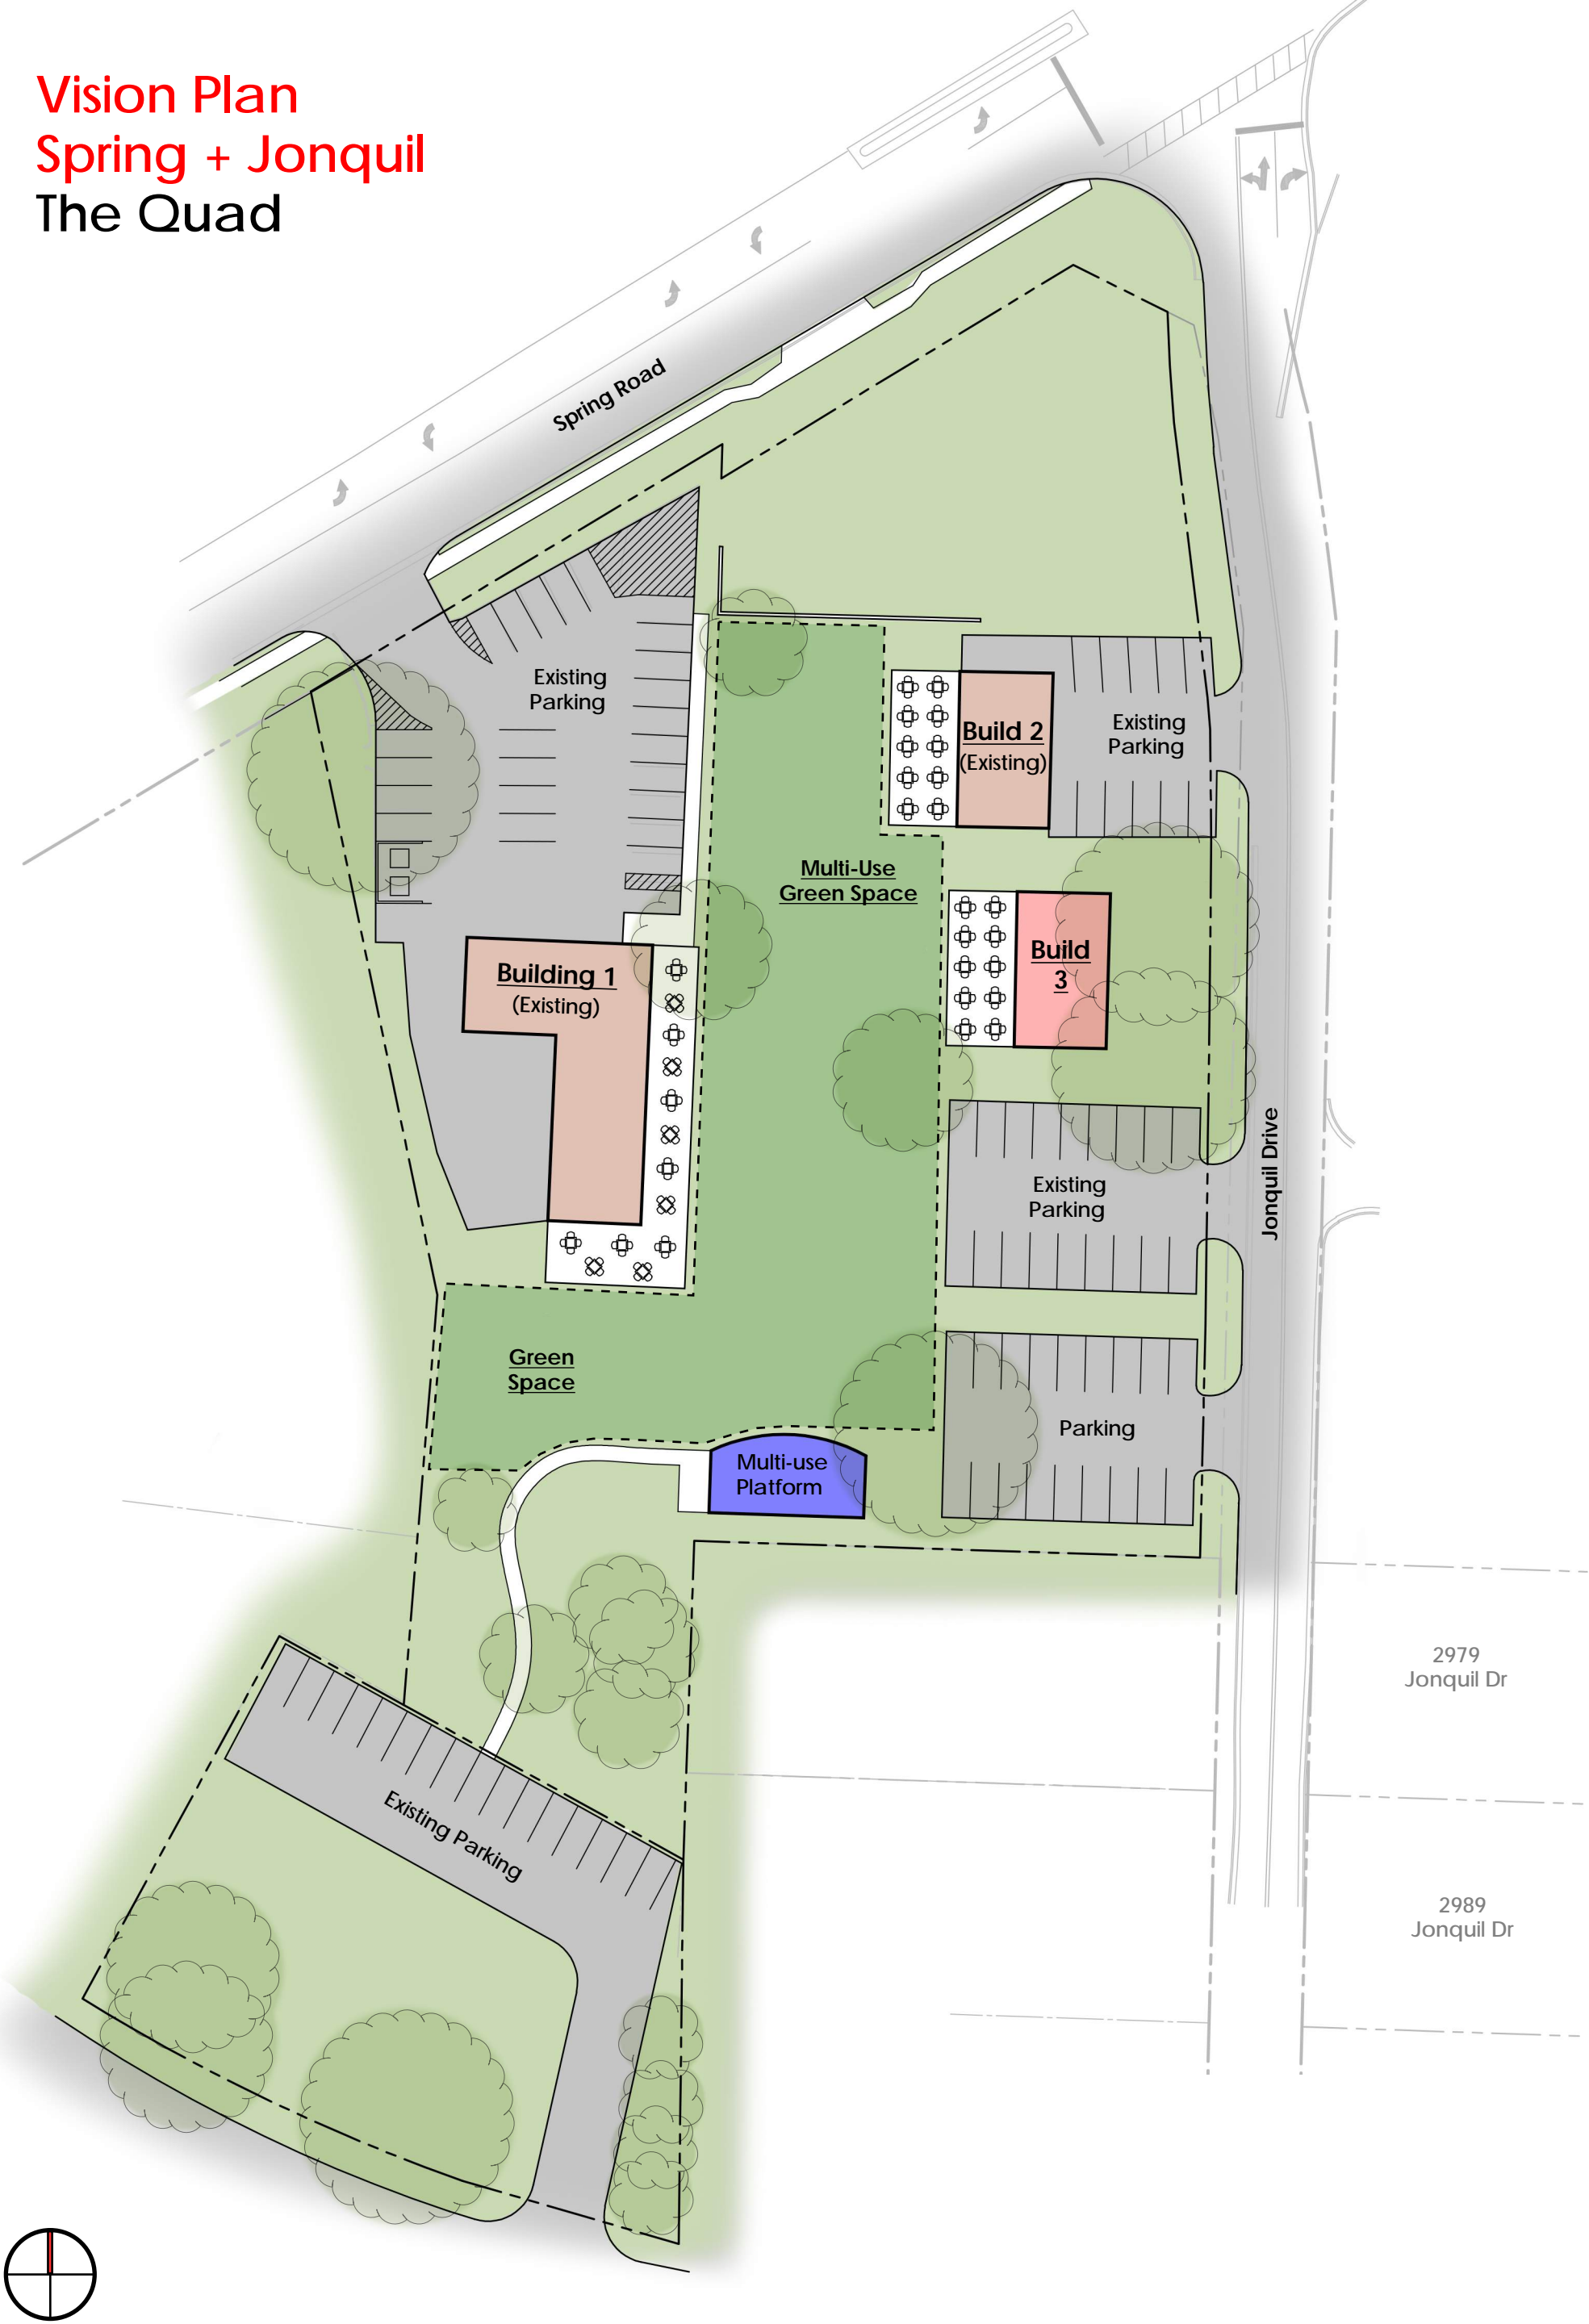 Vision Plan
Spring + Jonquil
The Quad
Spring Road
Existing
Parking
Build 2
(Existing)
Existing
Parking
Multi-Use
Green Space
Build
3
Building 1
(Existing)
Jonquil Drive
Existing
Parking
Green
Space
Parking
Multi-use
Platform
2979
Jonquil Dr
Existing Parking
2989
Jonquil Dr